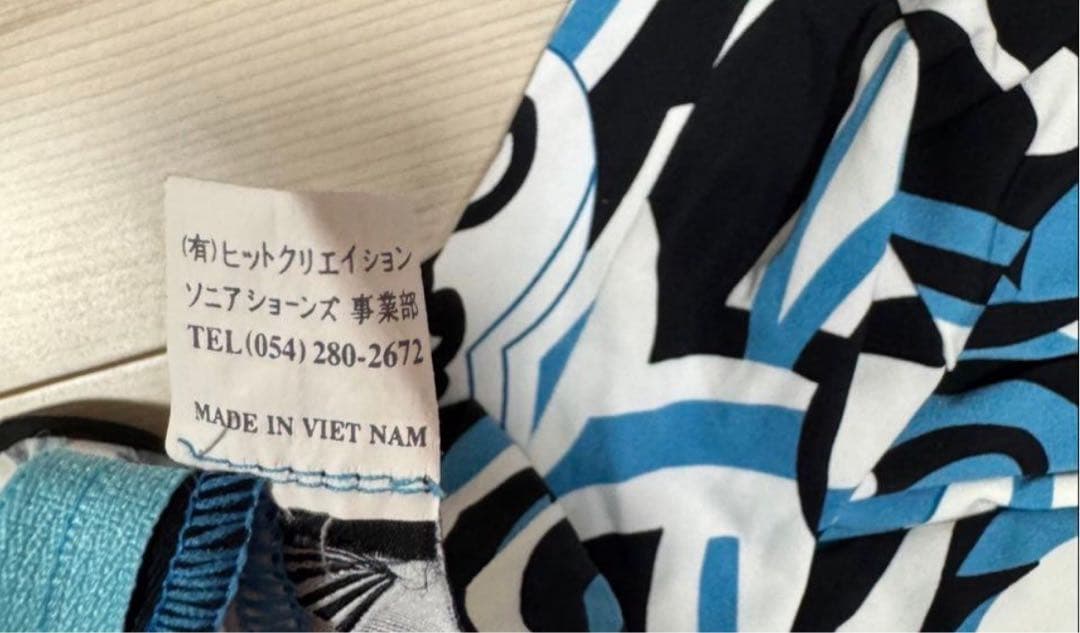 (有)ヒットクリエイション
ソニアショーンズ 事業部
TEL(054)280-2672
MADE IN VIET NAM